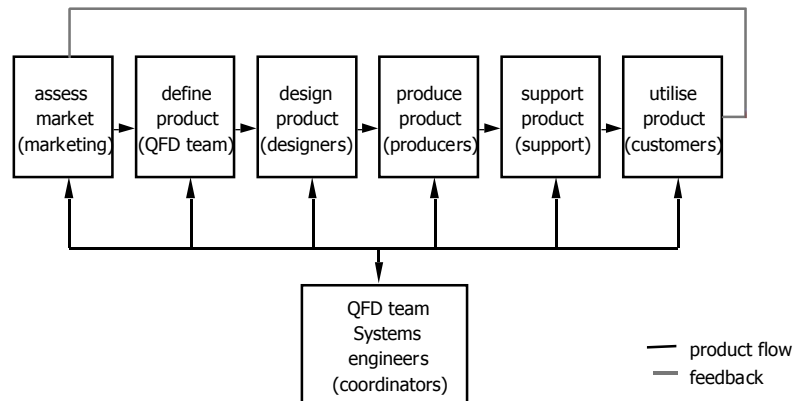 assess
market
(marketing)
define
product
(QFD team)
design
product
(designers)
produce
product
(producers)
support
product
(support)
utilise
product
(customers)
QFD team
Systems
engineers
(coordinators)
product flow
feedback